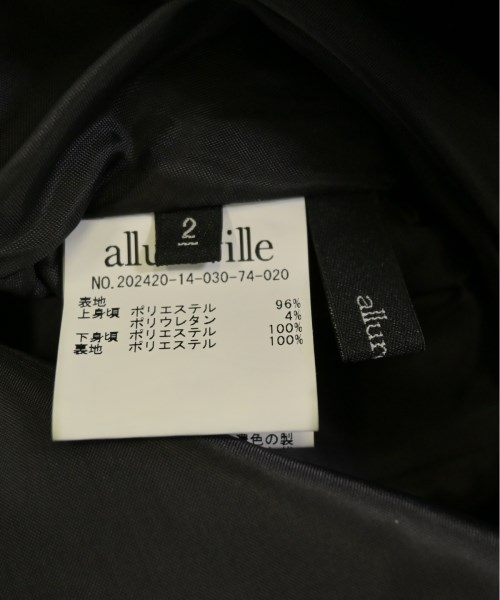 2
allur ille
NO.202420-14-030-74-020
表地
上身頃 ポリエステル 96%
ポリウレタン 4%
下身頃 ポリエステル 100%
裏地 ポリエステル 100%
allur
色の製